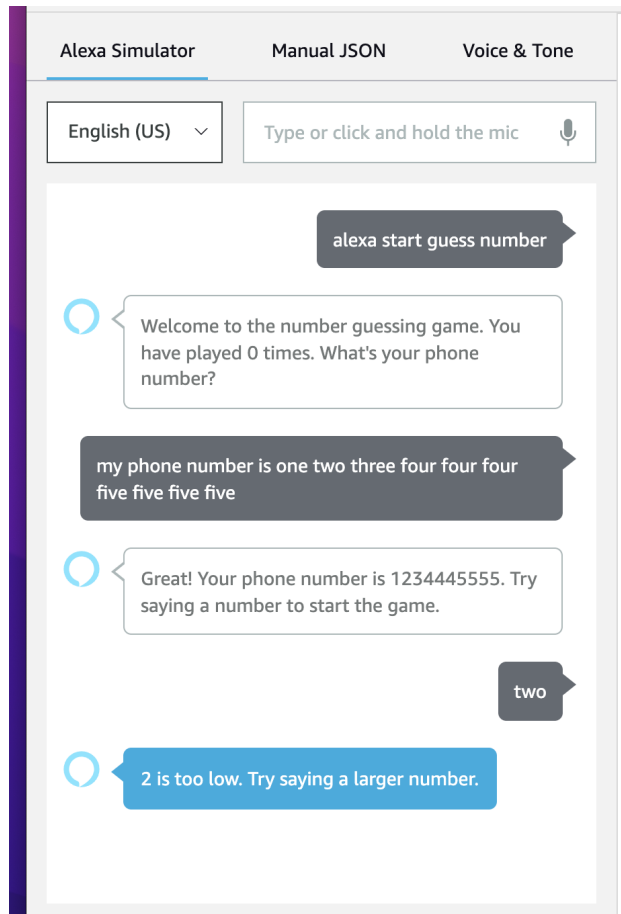 Alexa Simulator
Manual JSON
Voice & Tone
English (US)
Type or click and hold the mic
alexa start guess number
Welcome to the number guessing game. You
have played 0 times. What's your phone
number?
my phone number is one two three four four four
five five five five
Great! Your phone number is 1234445555. Try
saying a number to start the game.
two
2 is too low. Try saying a larger number.